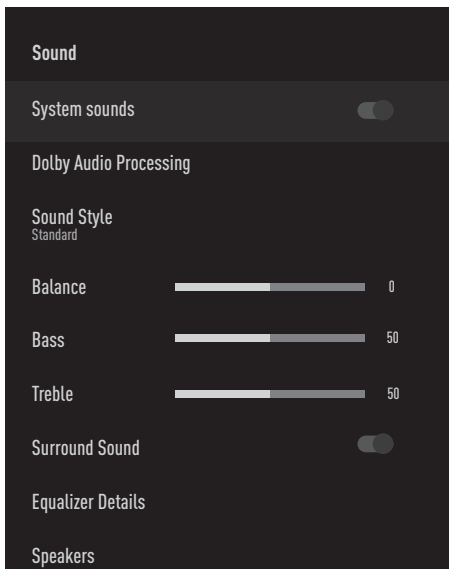 Sound
System sounds
Dolby Audio Processing
Sound Style
Standard
Balance 0
Bass 50
Treble 50
Surround Sound
Equalizer Details
Speakers